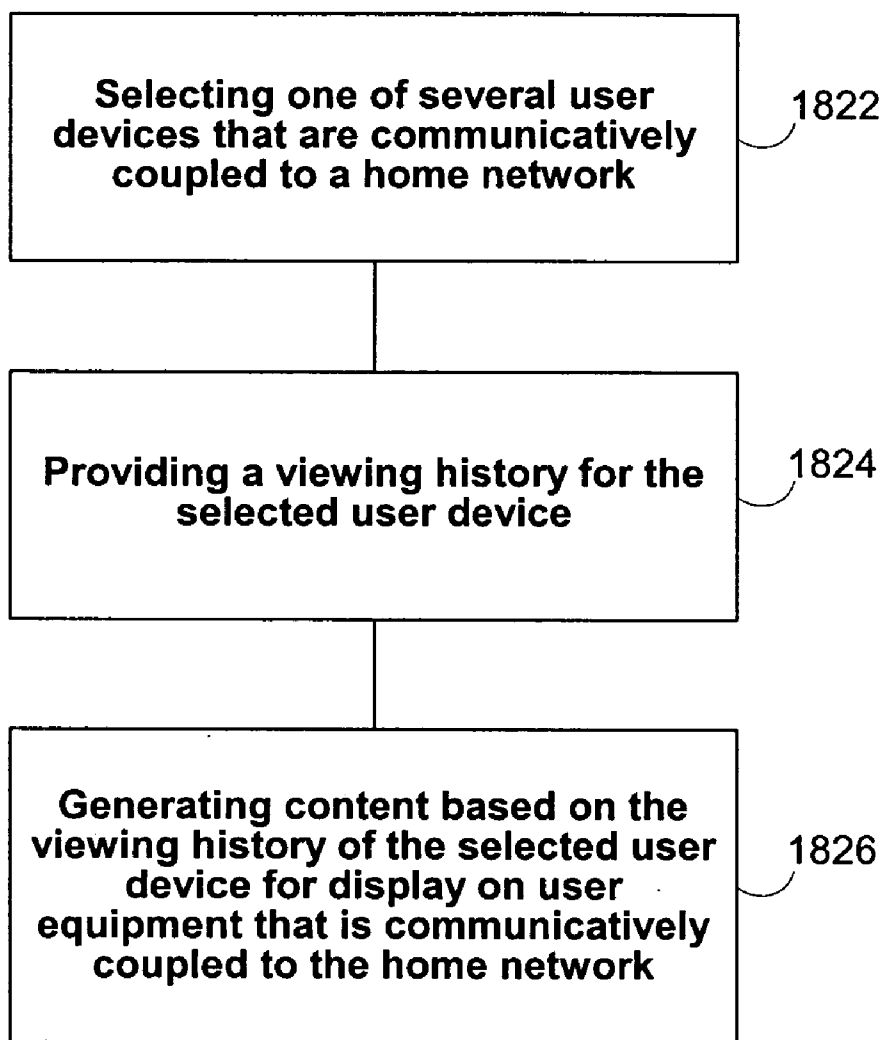 Selecting one of several user
devices that are communicatively
coupled to a home network
1822
Providing a viewing history for the
selected user device
1824
Generating content based on the
viewing history of the selected user
device for display on user
equipment that is communicatively
coupled to the home network
1826